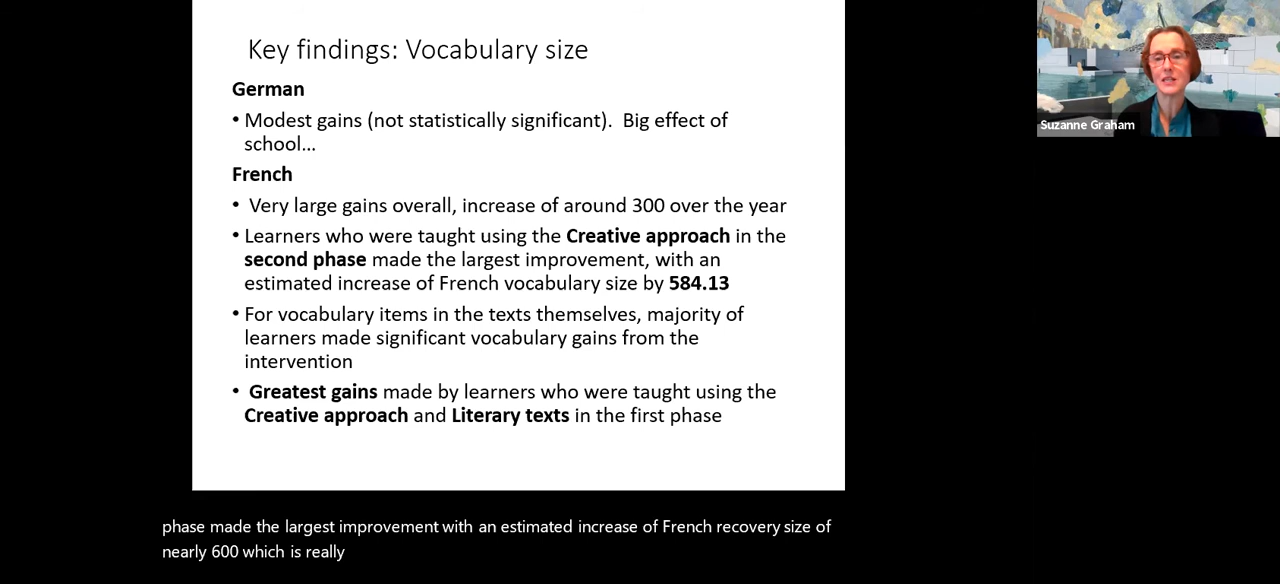 Key findings: Vocabulary size
German
• Modest gains (not statistically significant).  Big effect of
school...
French
•  Very large gains overall, increase of around 300 over the year
• Learners who were taught using the Creative approach in the
second phase made the largest improvement, with an
estimated increase of French vocabulary size by 584.13
• For vocabulary items in the texts themselves, majority of
learners made significant vocabulary gains from the
intervention
•  Greatest gains made by learners who were taught using the
Creative approach and Literary texts in the first phase
Suzanne Graham
phase made the largest improvement with an estimated increase of French recovery size of
nearly 600 which is really